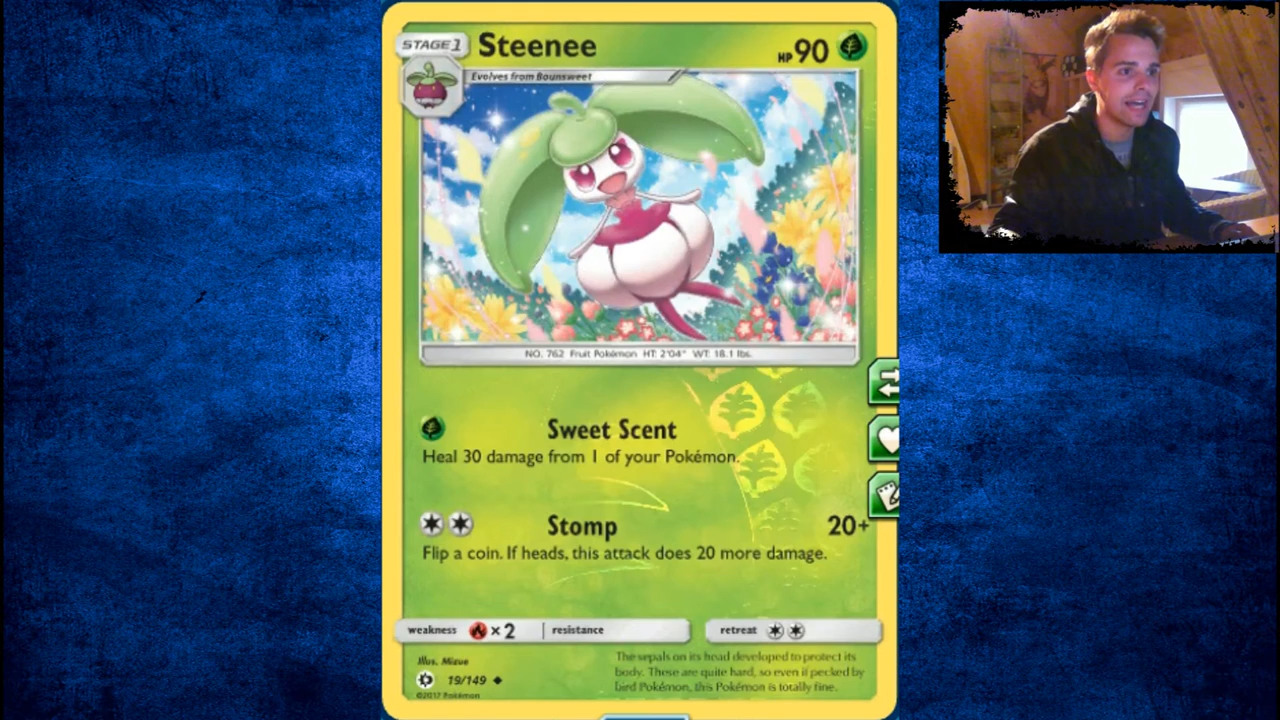 STAGE 1 Steenee HP 90
Evolves from Bounsweet
NO. 762 Fruit Pokémon HT: 2'04" WT: 18.1 lbs.
Sweet Scent
Heal 30 damage from 1 of your Pokémon.
Stomp 20+
Flip a coin. If heads, this attack does 20 more damage.
weakness ×2 resistance retreat
Illus. Mizue
19/149
©2017 Pokémon
The sepals on its head developed to protect its
body. These are quite hard, so even if pecked by
bird Pokémon, this Pokémon is totally fine.